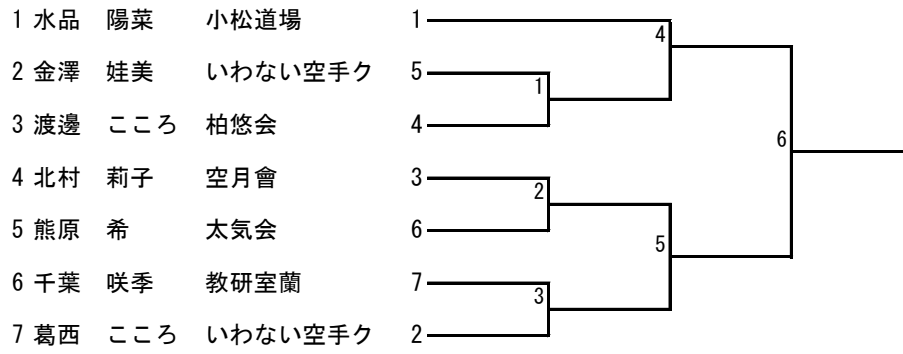 1 水品 陽菜 小松道場 1
4
2 金澤 娃美 いわない空手ク 5
1
3 渡邊 こころ 柏悠会 4
6
4 北村 莉子 空月會 3
2
5 熊原 希 太気会 6
5
6 千葉 咲季 教研室蘭 7
3
7 葛西 こころ いわない空手ク 2